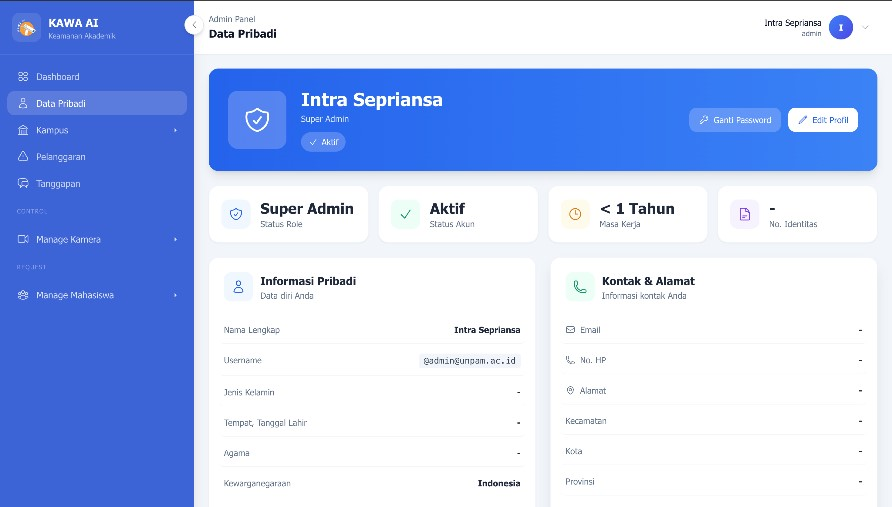 KAWA AI
Keamanan Akademik
Dashboard
Data Pribadi
Kampus
Pelanggaran
Tanggapan
CONTROL
Manage Kamera
REQUEST
Manage Mahasiswa
Admin Panel
Data Pribadi
Intra Sepriansa
admin
I
Intra Sepriansa
Super Admin
Aktif
Ganti Password
Edit Profil
Super Admin
Status Role
Aktif
Status Akun
< 1 Tahun
Masa Kerja
-
No. Identitas
Informasi Pribadi
Data diri Anda
Nama Lengkap Intra Sepriansa
Username @admin@unpam.ac.id
Jenis Kelamin -
Tempat, Tanggal Lahir -
Agama -
Kewarganegaraan Indonesia
Kontak & Alamat
Informasi kontak Anda
Email -
No. HP -
Alamat -
Kecamatan -
Kota -
Provinsi -